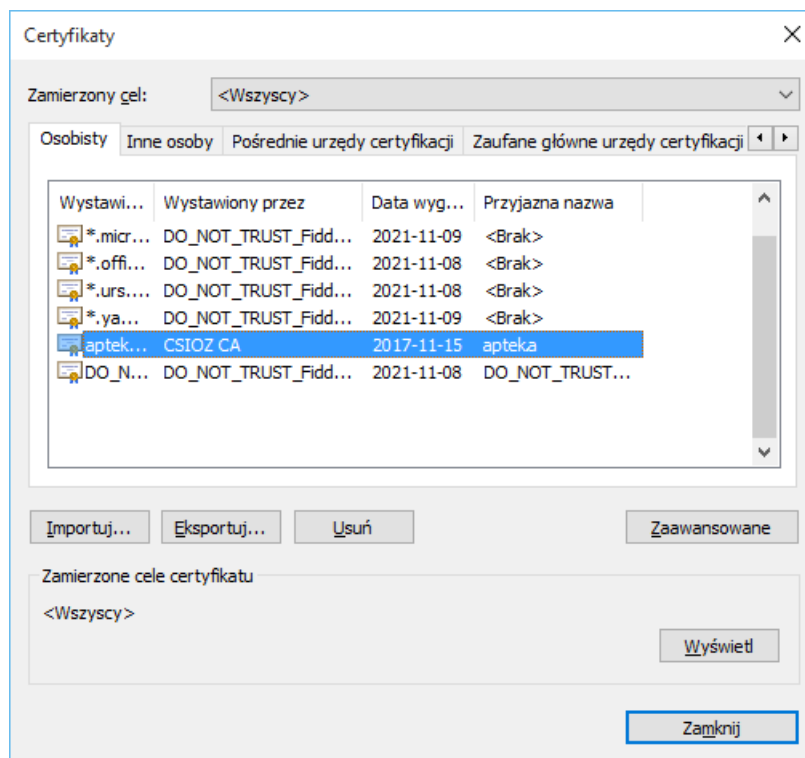 Certyfikaty
Zamierzony cel: <Wszyscy>
Osobisty Inne osoby Pośrednie urzędy certyfikacji Zaufane główne urzędy certyfikacji
Wystawi... Wystawiony przez Data wyg... Przyjazna nazwa
*.micr... DO_NOT_TRUST_Fidd... 2021-11-09 <Brak>
*.offi... DO_NOT_TRUST_Fidd... 2021-11-08 <Brak>
*.urs.... DO_NOT_TRUST_Fidd... 2021-11-08 <Brak>
*.ya... DO_NOT_TRUST_Fidd... 2021-11-09 <Brak>
aptek... CSIOZ CA 2017-11-15 apteka
DO_N... DO_NOT_TRUST_Fidd... 2021-11-08 DO_NOT_TRUST...
Importuj... Eksportuj... Usuń Zaawansowane
Zamierzone cele certyfikatu
<Wszyscy>
Wyświetl
Zamknij